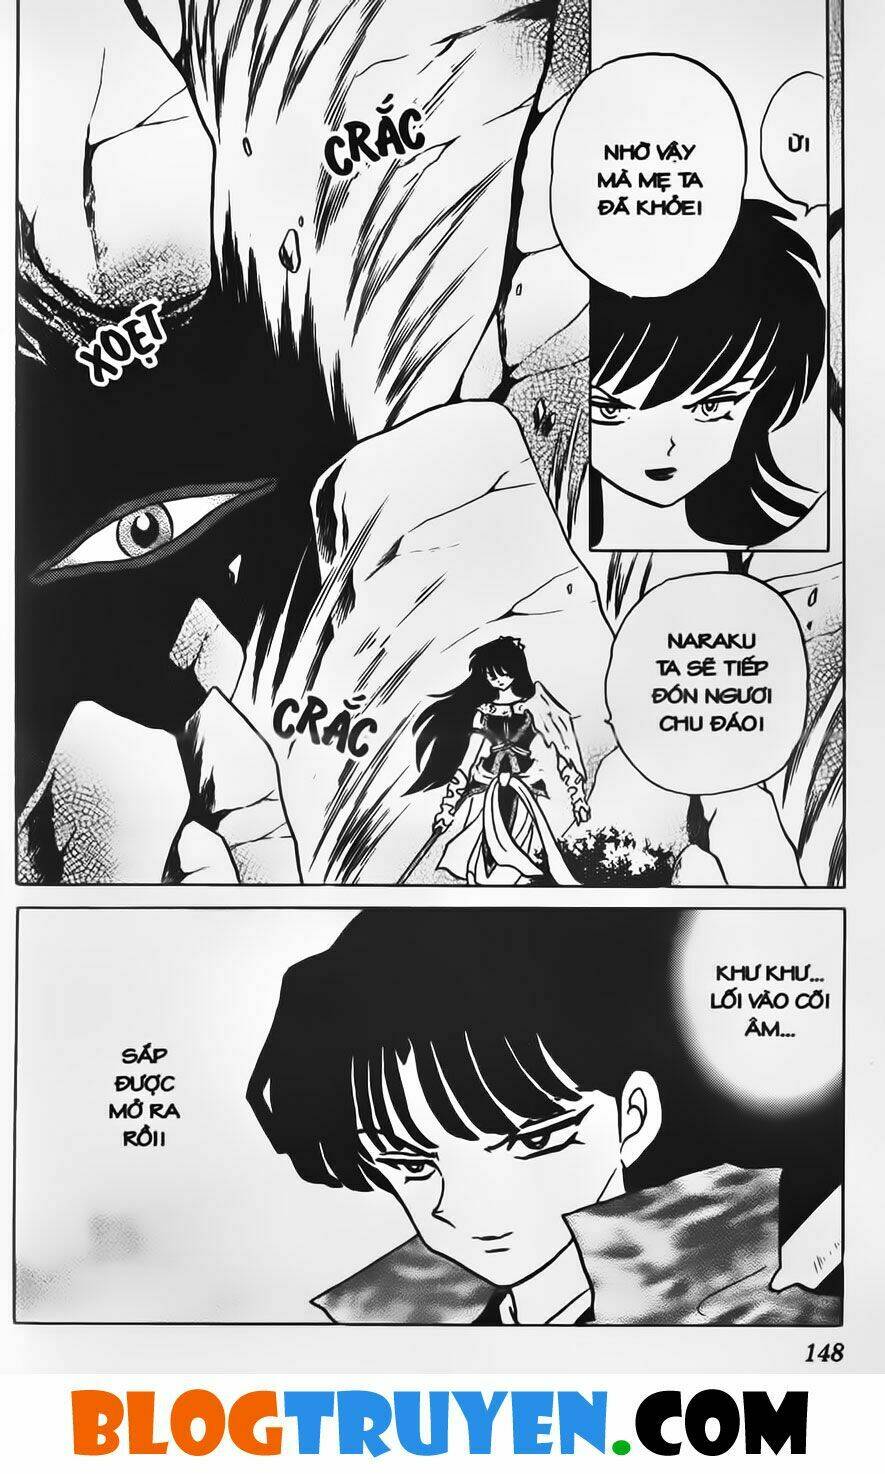 ỪI
NHỜ VẬY
MÀ MẸ TA
ĐÃ KHỎE!
CRẮC
XOẸT
NARAKU
TA SẼ TIẾP
ĐÓN NGƯƠI
CHU ĐÁO!
CRẮC
KHƯ KHƯ...
LỐI VÀO CÕI
ÂM...
SẮP
ĐƯỢC
MỞ RA
RỒI!
148
BLOGTRUYEN.COM